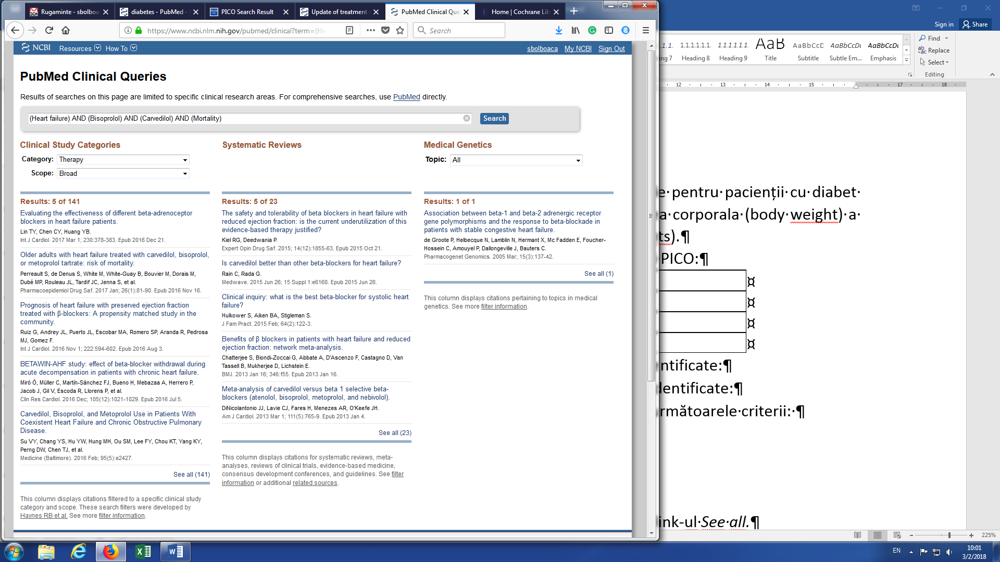 Rugaminte - sbolboa
diabetes - PubMed -
PICO Search Result
Update of treatment
PubMed Clinical Que
Home | Cochrane Lib
https://www.ncbi.nlm.nih.gov/pubmed/clinical?term=(He
Search
NCBI Resources How To
sbolboaca My NCBI Sign Out
PubMed Clinical Queries
Results of searches on this page are limited to specific clinical research areas. For comprehensive searches, use PubMed directly.
(Heart failure) AND (Bisoprolol) AND (Carvedilol) AND (Mortality)
Search
Clinical Study Categories
Category: Therapy
Scope: Broad
Results: 5 of 141
Evaluating the effectiveness of different beta-adrenoceptor
blockers in heart failure patients.
Lin TY, Chen CY, Huang YB.
Int J Cardiol. 2017 Mar 1; 230:378-383. Epub 2016 Dec 21.
Older adults with heart failure treated with carvedilol, bisoprolol,
or metoprolol tartrate: risk of mortality.
Perreault S, de Denus S, White M, White-Guay B, Bouvier M, Dorais M,
Dubé MP, Rouleau JL, Tardif JC, Jenna S, et al.
Pharmacoepidemiol Drug Saf. 2017 Jan; 26(1):81-90. Epub 2016 Nov 16.
Prognosis of heart failure with preserved ejection fraction
treated with β-blockers: A propensity matched study in the
community.
Ruiz G, Andrey JL, Puerto JL, Escobar MA, Romero SP, Aranda R, Pedrosa
MJ, Gomez F.
Int J Cardiol. 2016 Nov 1; 222:594-602. Epub 2016 Aug 3.
BETAWIN-AHF study: effect of beta-blocker withdrawal during
acute decompensation in patients with chronic heart failure.
Miró Ò, Müller C, Martín-Sánchez FJ, Bueno H, Mebazaa A, Herrero P,
Jacob J, Gil V, Escoda R, Llorens P, et al.
Clin Res Cardiol. 2016 Dec; 105(12):1021-1029. Epub 2016 Jul 5.
Carvedilol, Bisoprolol, and Metoprolol Use in Patients With
Coexistent Heart Failure and Chronic Obstructive Pulmonary
Disease.
Su VY, Chang YS, Hu YW, Hung MH, Ou SM, Lee FY, Chou KT, Yang KY,
Perng DW, Chen TJ, et al.
Medicine (Baltimore). 2016 Feb; 95(5):e2427.
See all (141)
This column displays citations filtered to a specific clinical study
category and scope. These search filters were developed by
Haynes RB et al. See more filter information.
Systematic Reviews
Results: 5 of 23
The safety and tolerability of beta blockers in heart failure with
reduced ejection fraction: is the current underutilization of this
evidence-based therapy justified?
Kiel RG, Deedwania P.
Expert Opin Drug Saf. 2015; 14(12):1855-63. Epub 2015 Oct 21.
Is carvedilol better than other beta-blockers for heart failure?
Rain C, Rada G.
Medwave. 2015 Jun 26; 15 Suppl 1:e6168. Epub 2015 Jun 26.
Clinical inquiry: what is the best beta-blocker for systolic heart
failure?
Hulkower S, Aiken BA, Stigleman S.
J Fam Pract. 2015 Feb; 64(2):122-3.
Benefits of β blockers in patients with heart failure and reduced
ejection fraction: network meta-analysis.
Chatterjee S, Biondi-Zoccai G, Abbate A, D'Ascenzo F, Castagno D, Van
Tassell B, Mukherjee D, Lichstein E.
BMJ. 2013 Jan 16; 346:f55. Epub 2013 Jan 16.
Meta-analysis of carvedilol versus beta 1 selective beta-
blockers (atenolol, bisoprolol, metoprolol, and nebivolol).
DiNicolantonio JJ, Lavie CJ, Fares H, Menezes AR, O'Keefe JH.
Am J Cardiol. 2013 Mar 1; 111(5):765-9. Epub 2013 Jan 4.
See all (23)
This column displays citations for systematic reviews, meta-
analyses, reviews of clinical trials, evidence-based medicine,
consensus development conferences, and guidelines. See filter
information or additional related sources.
Medical Genetics
Topic: All
Results: 1 of 1
Association between beta-1 and beta-2 adrenergic receptor
gene polymorphisms and the response to beta-blockade in
patients with stable congestive heart failure.
de Groote P, Helbecque N, Lamblin N, Hermant X, Mc Fadden E, Foucher-
Hossein C, Amouyel P, Dallongeville J, Bauters C.
Pharmacogenet Genomics. 2005 Mar; 15(3):137-42.
See all (1)
This column displays citations pertaining to topics in medical
genetics. See more filter information.
Sign in Share
1.1. 1.1.1.1.1.1. 1.1.1.1.1.1. AaB AaBbCcD AaBbCcDc AaBbCcDc
ng 7 Heading 8 Heading 9 Title Subtitle Subtle Em... Emphasis
Find
Replace
Select
Editing
12 13 14 15 17 18
e· pentru· pacienții· cu· diabet·
a· corporala· (body· weight)· a·
ts).¶
PICO:¶
¤
¤
¤
¤
ntificate:¶
dentificate:¶
rmătoarele·criterii:·¶
ink-ul·See·all.¶
225%
EN
10:01
3/2/2018